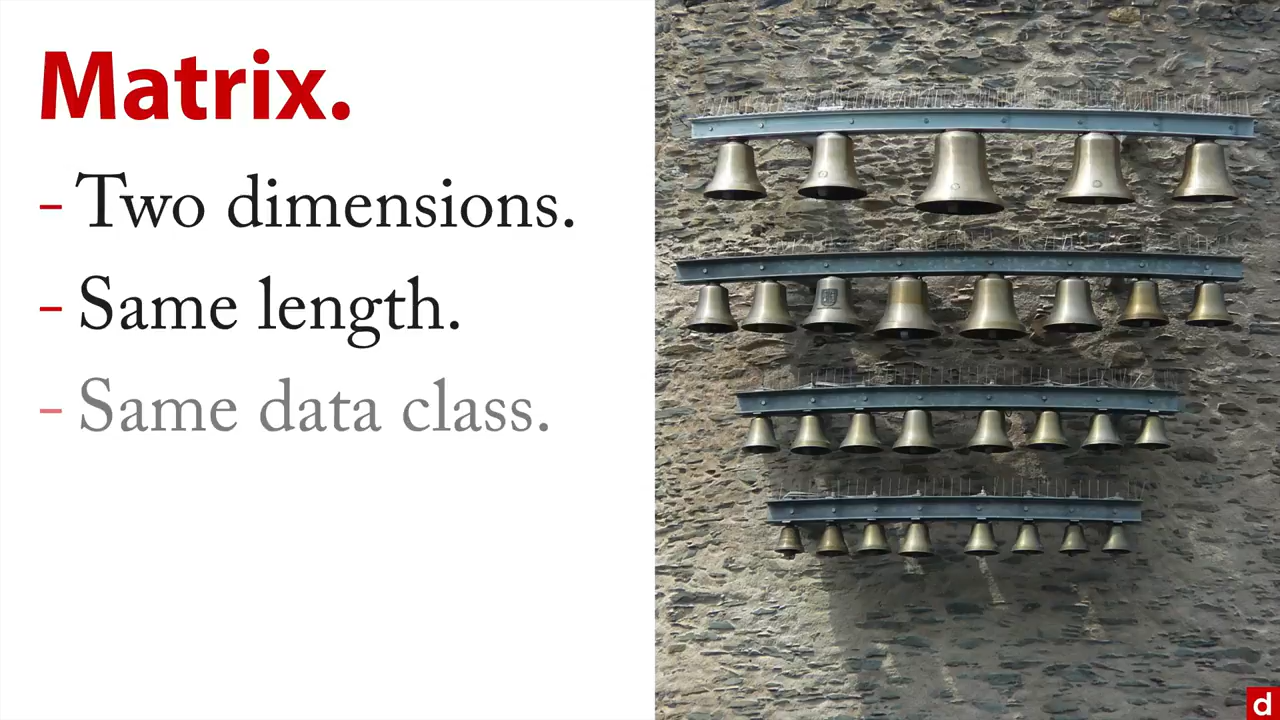 Matrix.
- Two dimensions.
- Same length.
- Same data class.
d